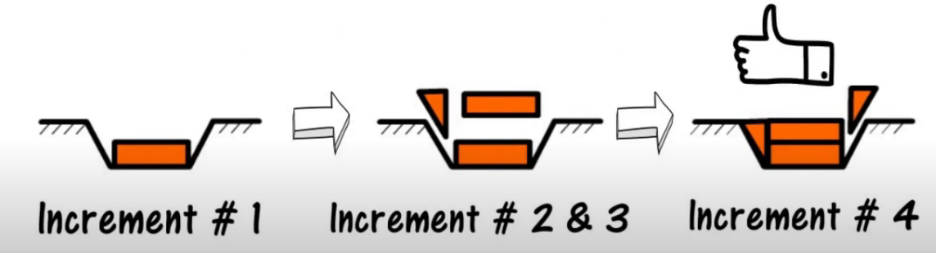 Increment # 1
Increment # 2 & 3
Increment # 4